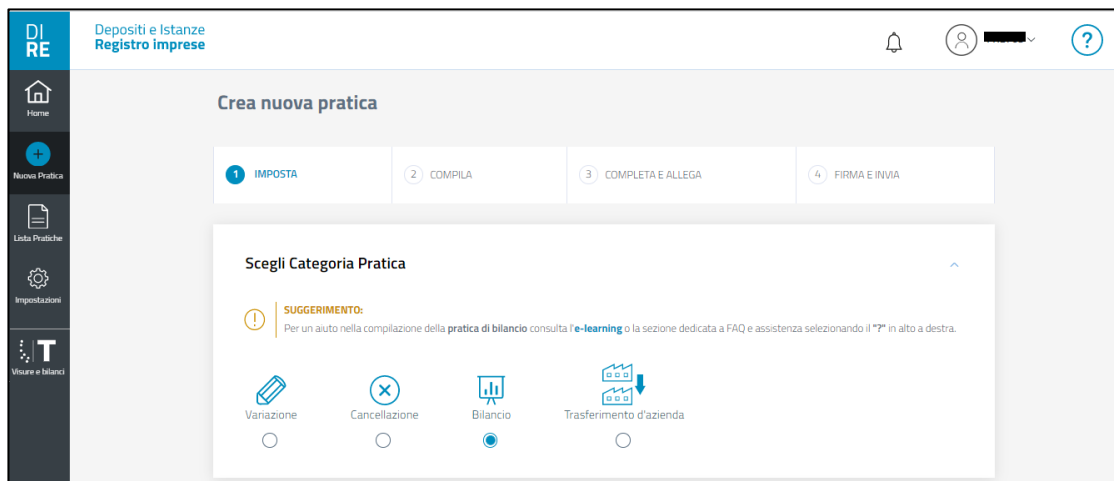 DI
RE
Depositi e Istanze
Registro imprese
?
Home
Nuova Pratica
Lista Pratiche
Impostazioni
T
Visure e bilanci
Crea nuova pratica
1 IMPOSTA
2 COMPILA
3 COMPLETA E ALLEGA
4 FIRMA E INVIA
Scegli Categoria Pratica
SUGGERIMENTO:
Per un aiuto nella compilazione della pratica di bilancio consulta l'e-learning o la sezione dedicata a FAQ e assistenza selezionando il "?" in alto a destra.
Variazione
Cancellazione
Bilancio
Trasferimento d'azienda